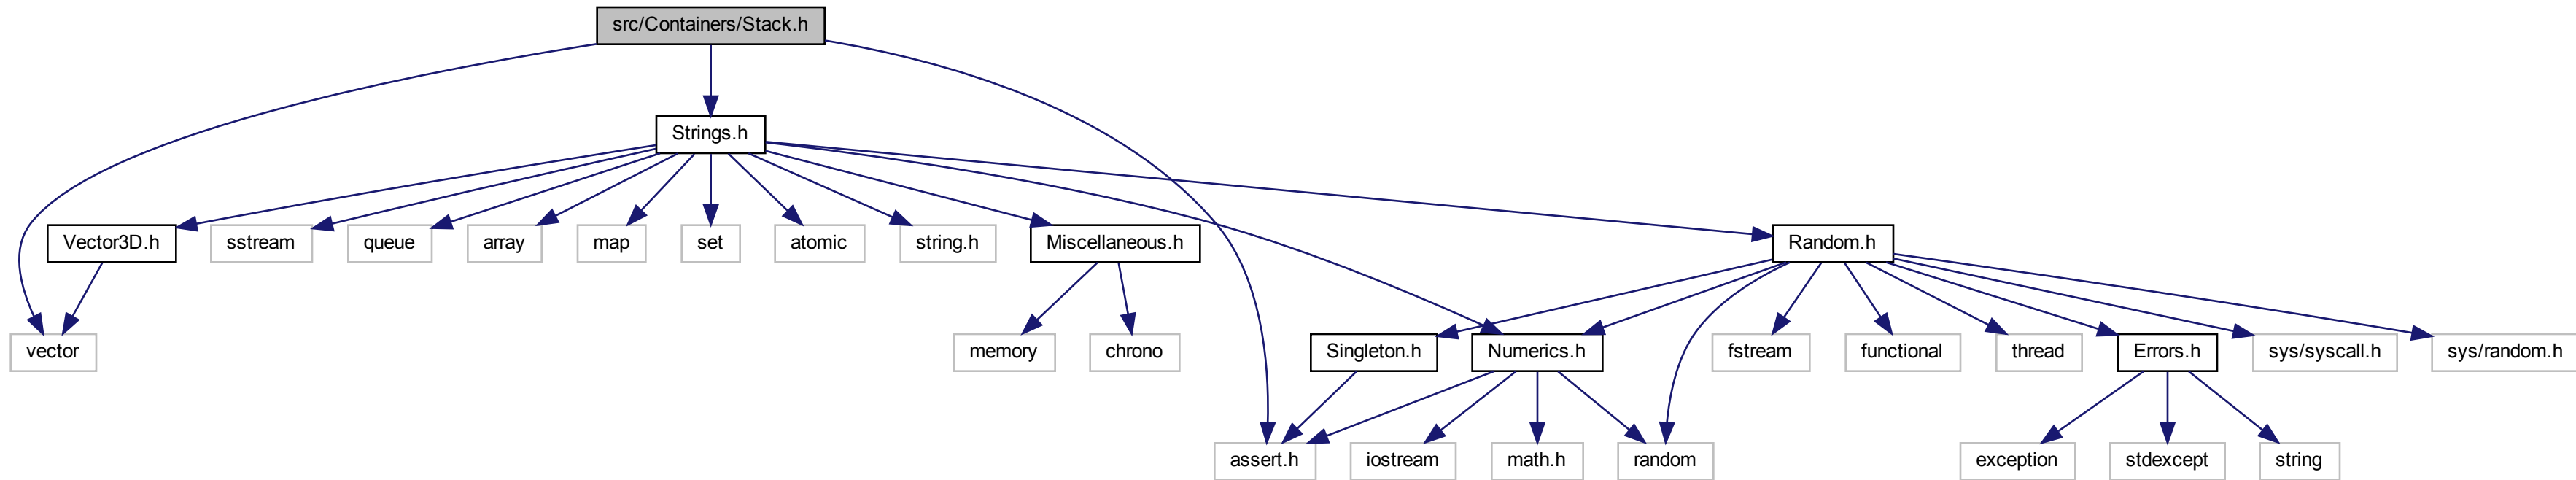 src/Containers/Stack.h
Strings.h
Vector3D.h
sstream
queue
array
map
set
atomic
string.h
Miscellaneous.h
Random.h
vector
memory
chrono
Singleton.h
Numerics.h
fstream
functional
thread
Errors.h
sys/syscall.h
sys/random.h
assert.h
iostream
math.h
random
exception
stdexcept
string